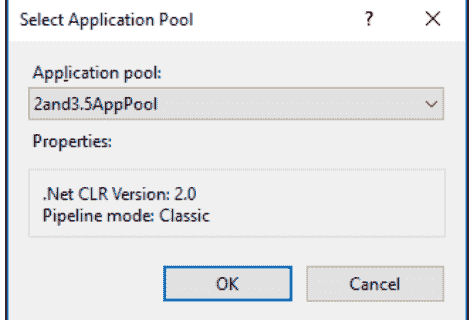 Select Application Pool ?
Application pool:
2and3.5AppPool
Properties:
.Net CLR Version: 2.0
Pipeline mode: Classic
OK Cancel